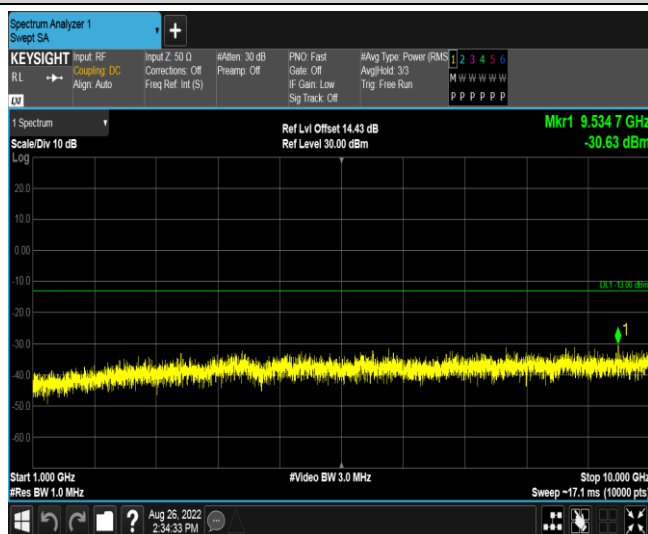 Spectrum Analyzer 1
Swept SA
KEYSIGHT
RL
LXI
Input: RF
Coupling: DC
Align: Auto
Input Z: 50 Ω
Corrections: Off
Freq Ref: Int (S)
#Atten: 30 dB
Preamp: Off
PNO: Fast
Gate: Off
IF Gain: Low
Sig Track: Off
#Avg Type: Power (RMS
Avg|Hold: 3/3
Trig: Free Run
1 2 3 4 5 6
M W W W W W
P P P P P P
1 Spectrum
Scale/Div 10 dB
Log
Ref Lvl Offset 14.43 dB
Ref Level 30.00 dBm
Mkr1 9.534 7 GHz
-30.63 dBm
20.0
10.0
0.00
-10.0
DL1 -13.00 dBm
1
-20.0
-30.0
-40.0
-50.0
-60.0
Start 1.000 GHz
#Res BW 1.0 MHz
#Video BW 3.0 MHz
Stop 10.000 GHz
Sweep ~17.1 ms (10000 pts)
?
Aug 26, 2022
2:34:33 PM